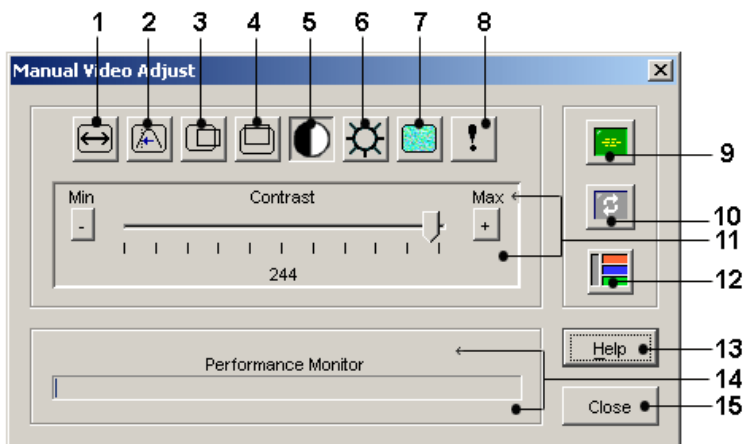 1 2 3 4 5 6 7 8
Manual Video Adjust
9
Min Contrast Max
- +
10
11
244
12
Help 13
Performance Monitor
14
Close 15